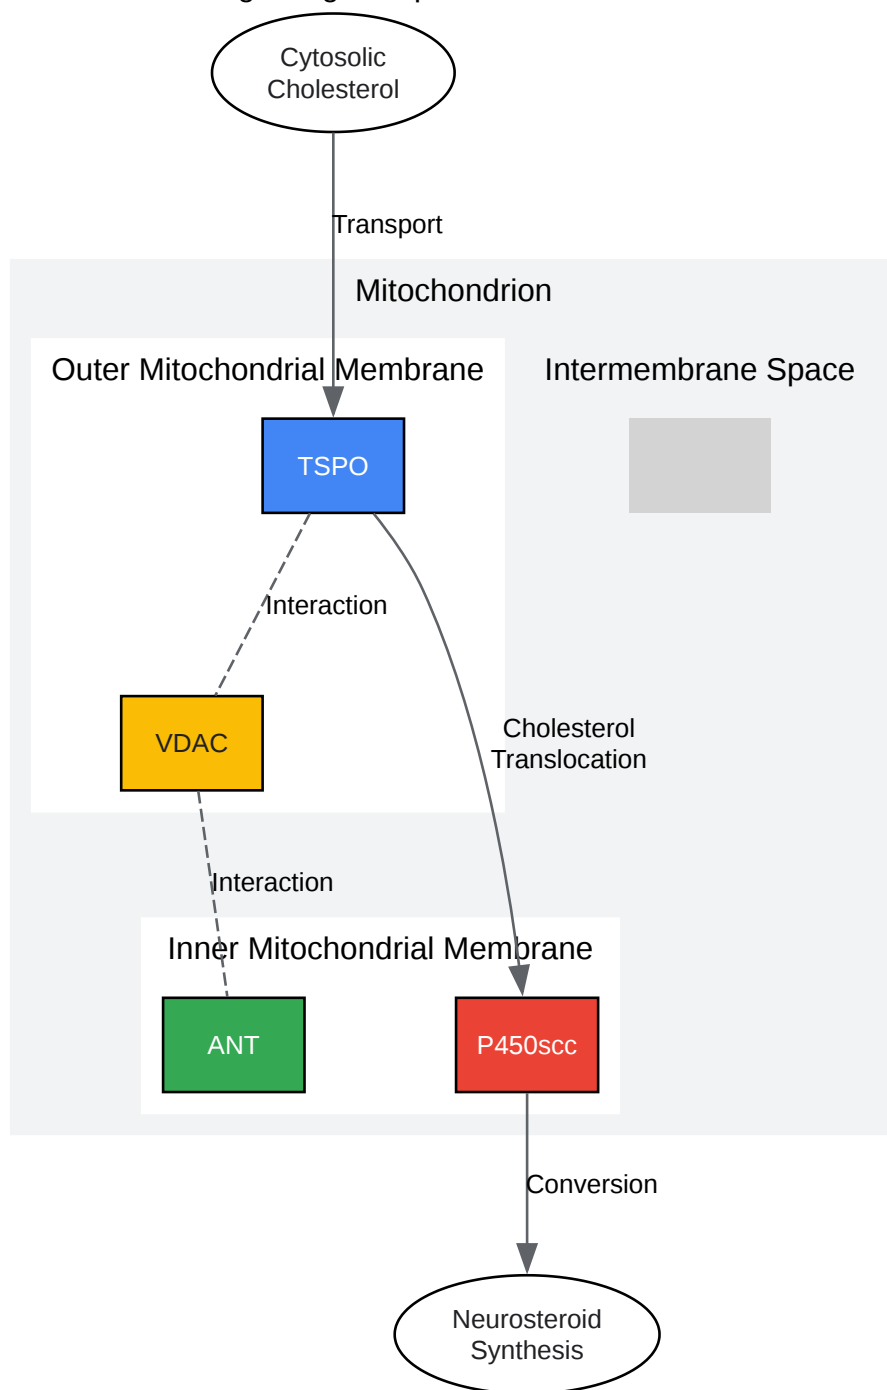 Cytosolic
Cholesterol
Transport
Mitochondrion
Outer Mitochondrial Membrane
Intermembrane Space
TSPO
Interaction
VDAC
Cholesterol
Translocation
Interaction
Inner Mitochondrial Membrane
ANT
P450scc
Conversion
Neurosteroid
Synthesis